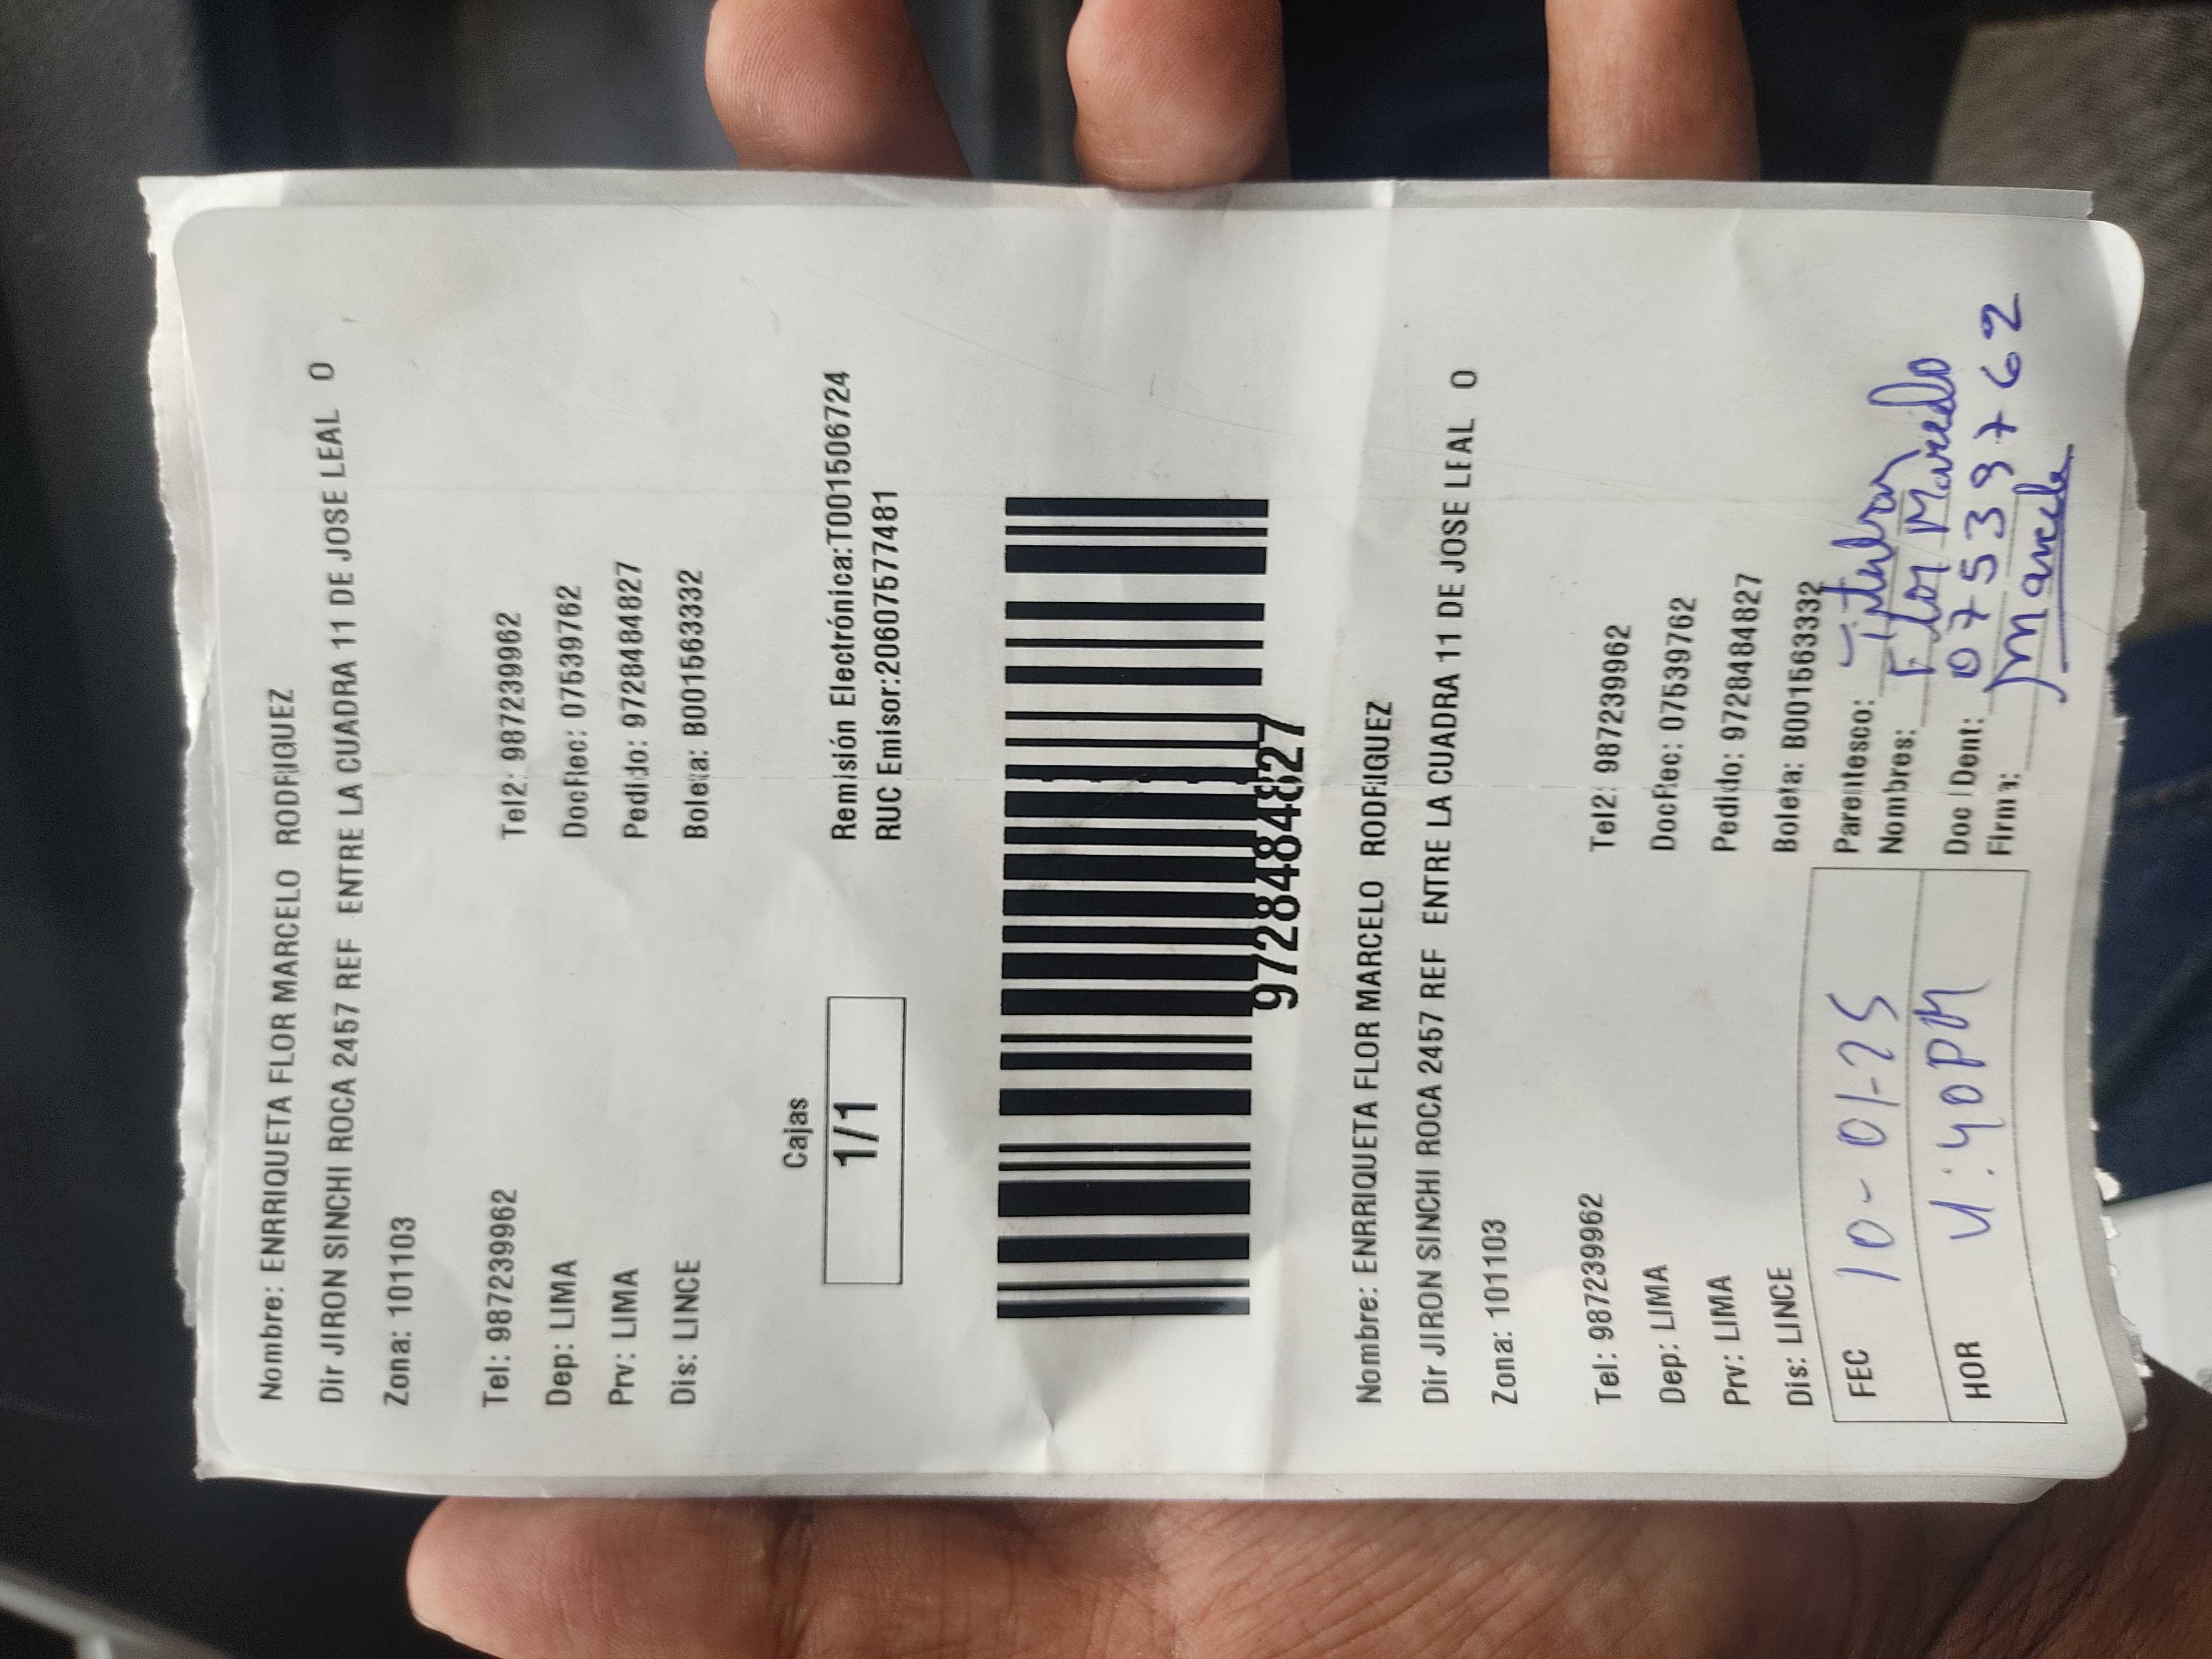 Nombre: ENRRIQUETA FLOR MARCELO RODRIGUEZ
Dir JIRON SINCHI ROCA 2457 REF ENTRE LA CUADRA 11 DE JOSE LEAL O
Zona: 101103
Tel: 987239962 Tel2: 987239962
Dep: LIMA DocRec: 07539762
Prv: LIMA Pedido: 9728484827
Dis: LINCE Boleta: B001563332
Cajas
1/1
Remisión Electrónica:T001506724
RUC Emisor:20607577481
9728484827
Nombre: ENRRIQUETA FLOR MARCELO RODRIGUEZ
Dir JIRON SINCHI ROCA 2457 REF ENTRE LA CUADRA 11 DE JOSE LEAL O
Zona: 101103
Tel: 987239962 Tel2: 987239962
Dep: LIMA DocRec: 07539762
Prv: LIMA Pedido: 9728484827
Dis: LINCE Boleta: B001563332
FEC 10-01-25 Parentesco: Titular
Nombres: Flor Marcelo
HOR 4:40PM Doc Ident: 07539762
Firma: Marcelo